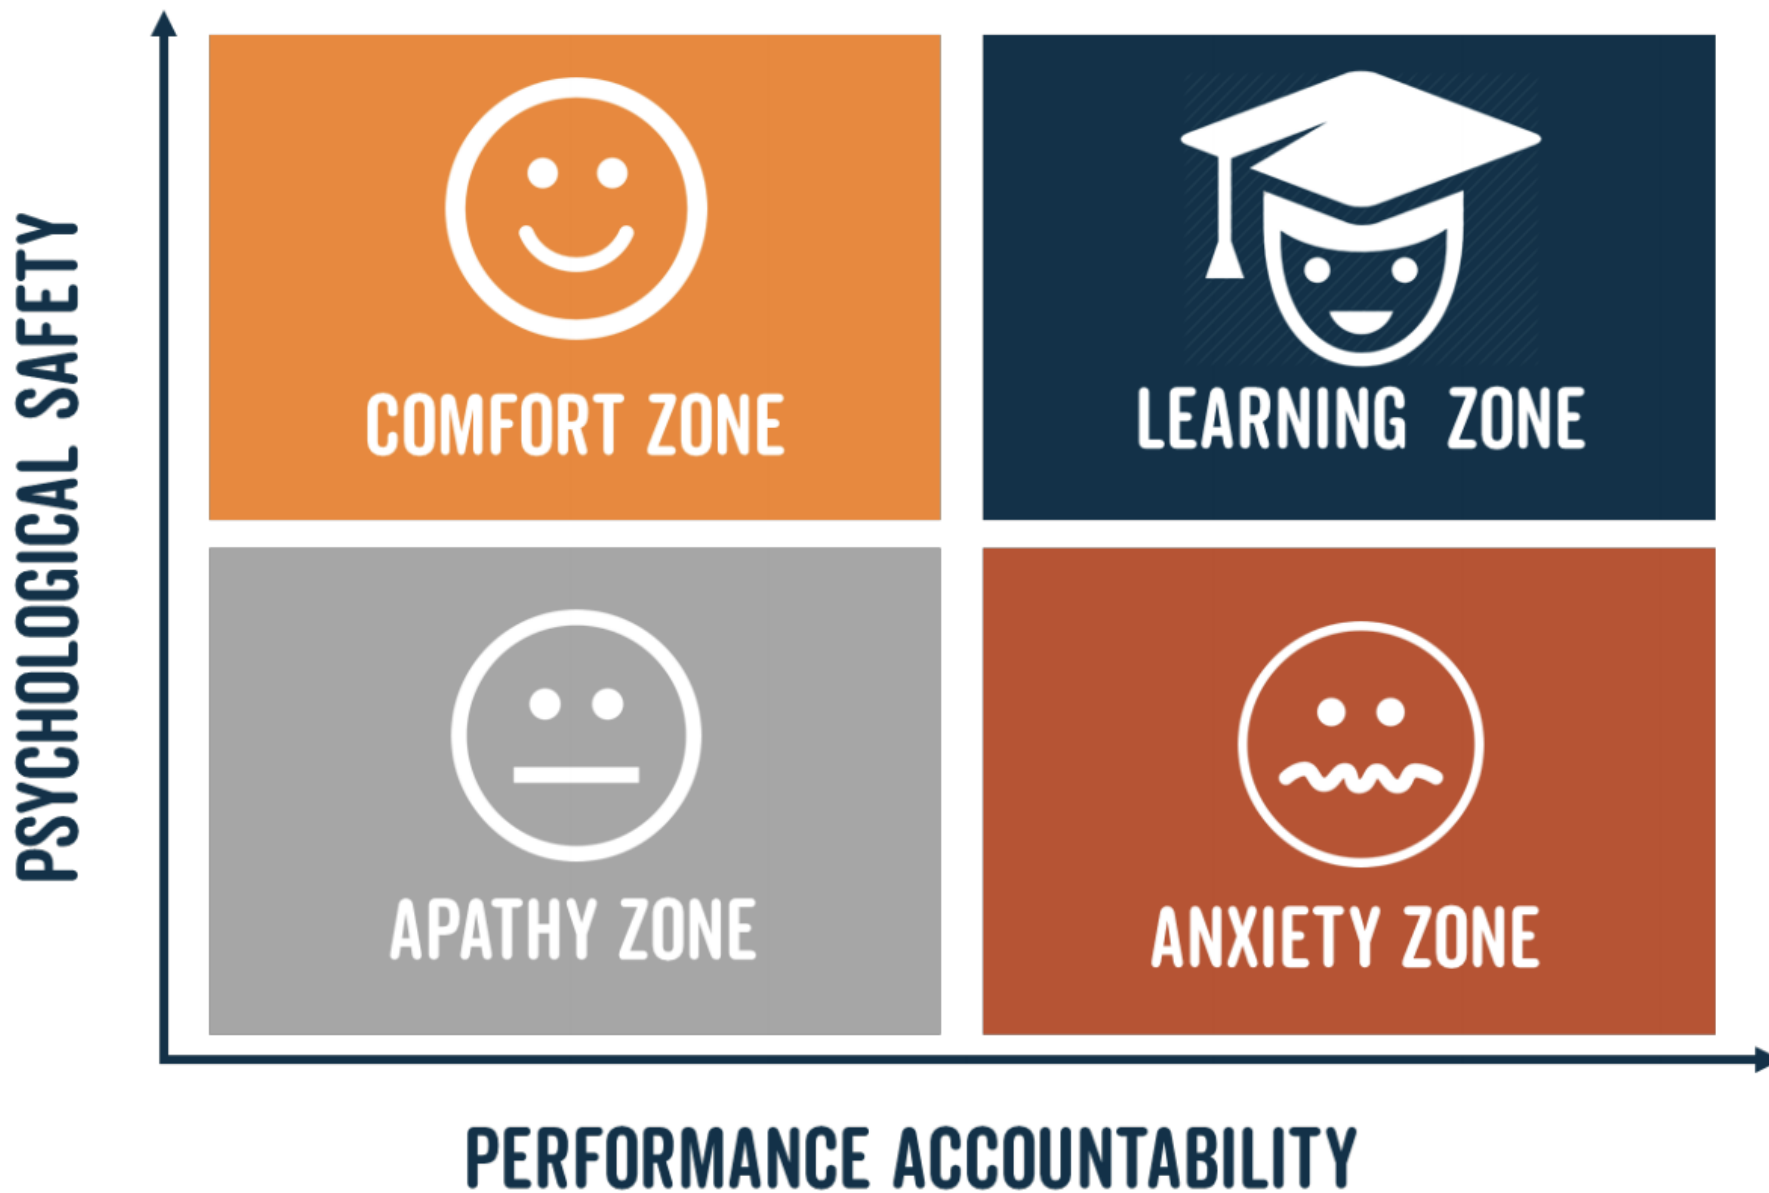 PSYCHOLOGICAL SAFETY
COMFORT ZONE
LEARNING ZONE
APATHY ZONE
ANXIETY ZONE
PERFORMANCE ACCOUNTABILITY